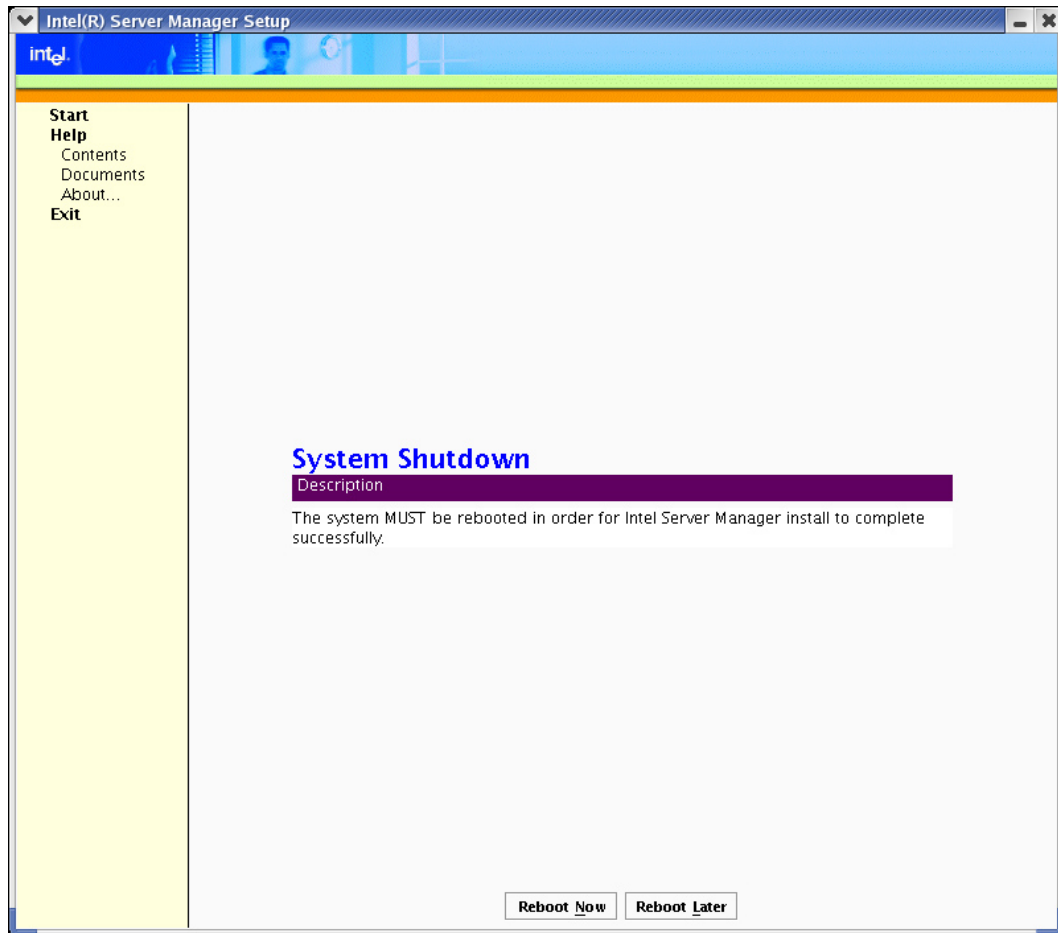 Intel(R) Server Manager Setup
intel.
Start
Help
Contents
Documents
About...
Exit
System Shutdown
Description
The system MUST be rebooted in order for Intel Server Manager install to complete
successfully.
Reboot Now
Reboot Later